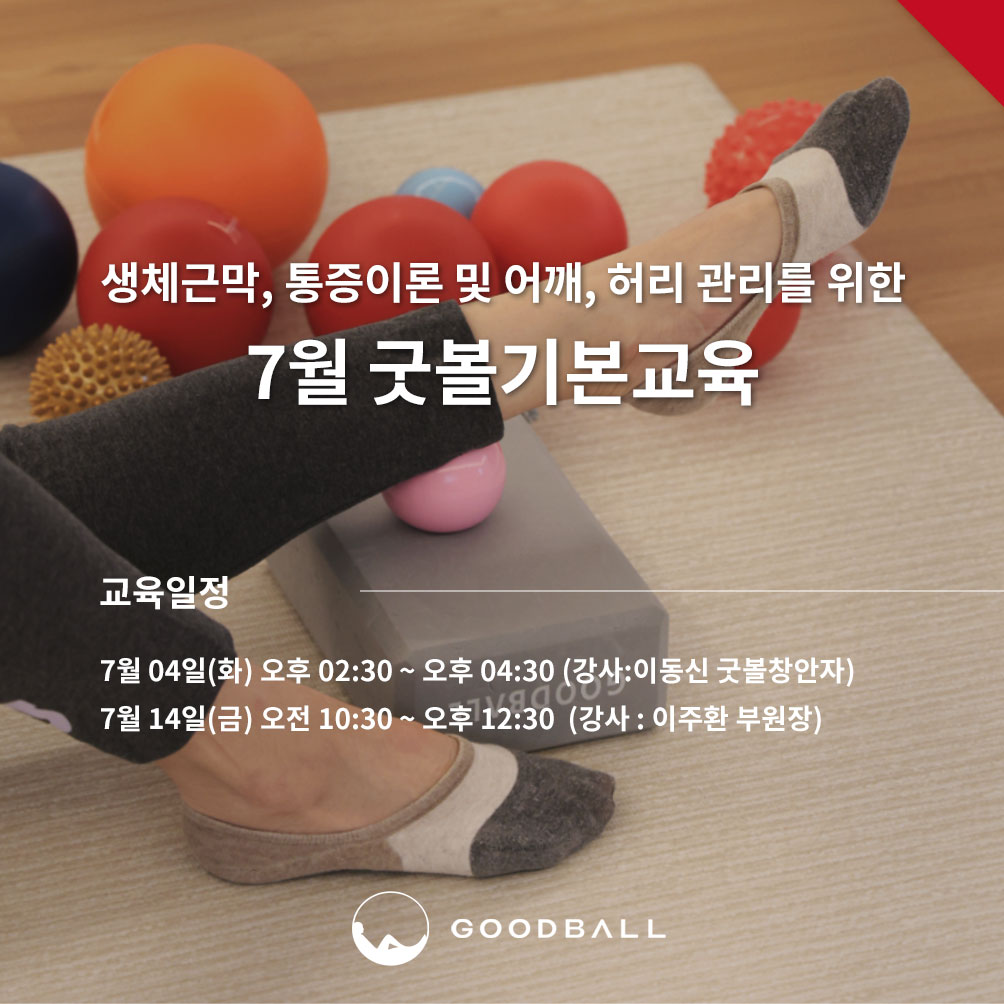 생체근막, 통증이론 및 어깨, 허리 관리를 위한
7월 굿볼기본교육
교육일정
7월 04일(화) 오후 02:30 ~ 오후 04:30 (강사:이동신 굿볼창안자)
7월 14일(금) 오전 10:30 ~ 오후 12:30 (강사 : 이주환 부원장)
GOODBALL
GOODBALL